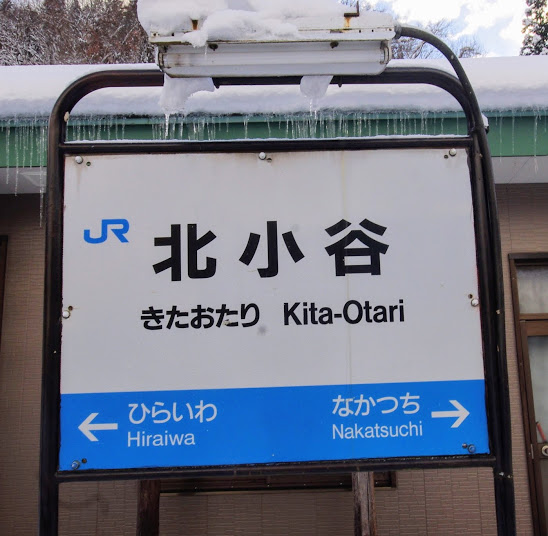 JR 北小谷
きたおたり Kita-Otari
← ひらいわ
Hiraiwa
なかつち →
Nakatsuchi